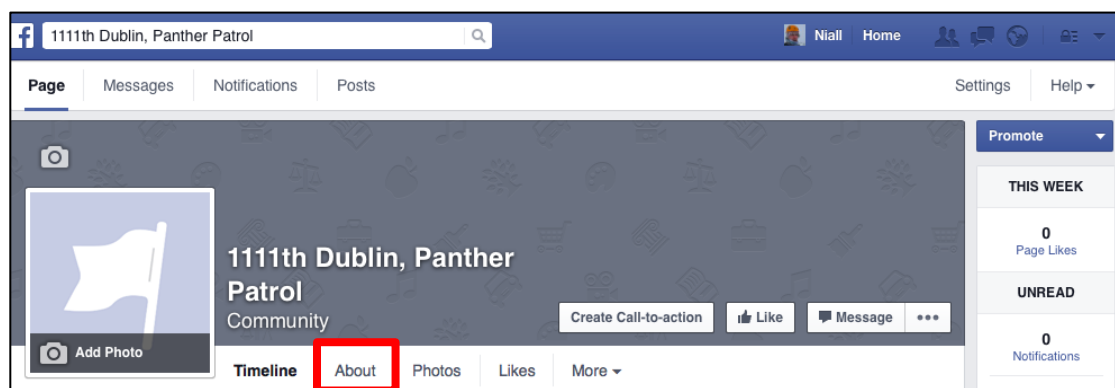 f 1111th Dublin, Panther Patrol Niall Home
Page Messages Notifications Posts Settings Help
Promote
THIS WEEK
0
Page Likes
UNREAD
0
Notifications
1111th Dublin, Panther
Patrol
Community
Create Call-to-action Like Message
Add Photo
Timeline About Photos Likes More